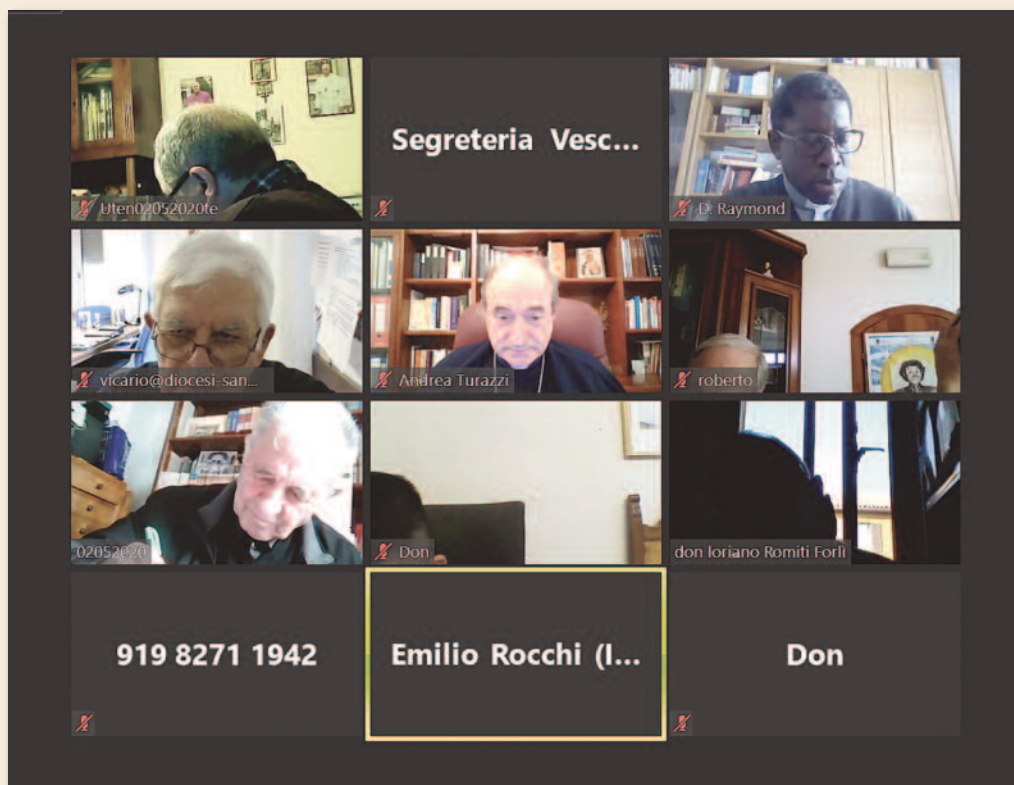 Uten02052020te
Segreteria Vesc...
D. Raymond
vicario@diocesi-san...
Andrea Turazzi
roberto
02052020
Don
don loriano Romiti Forlì
919 8271 1942
Emilio Rocchi (I...
Don